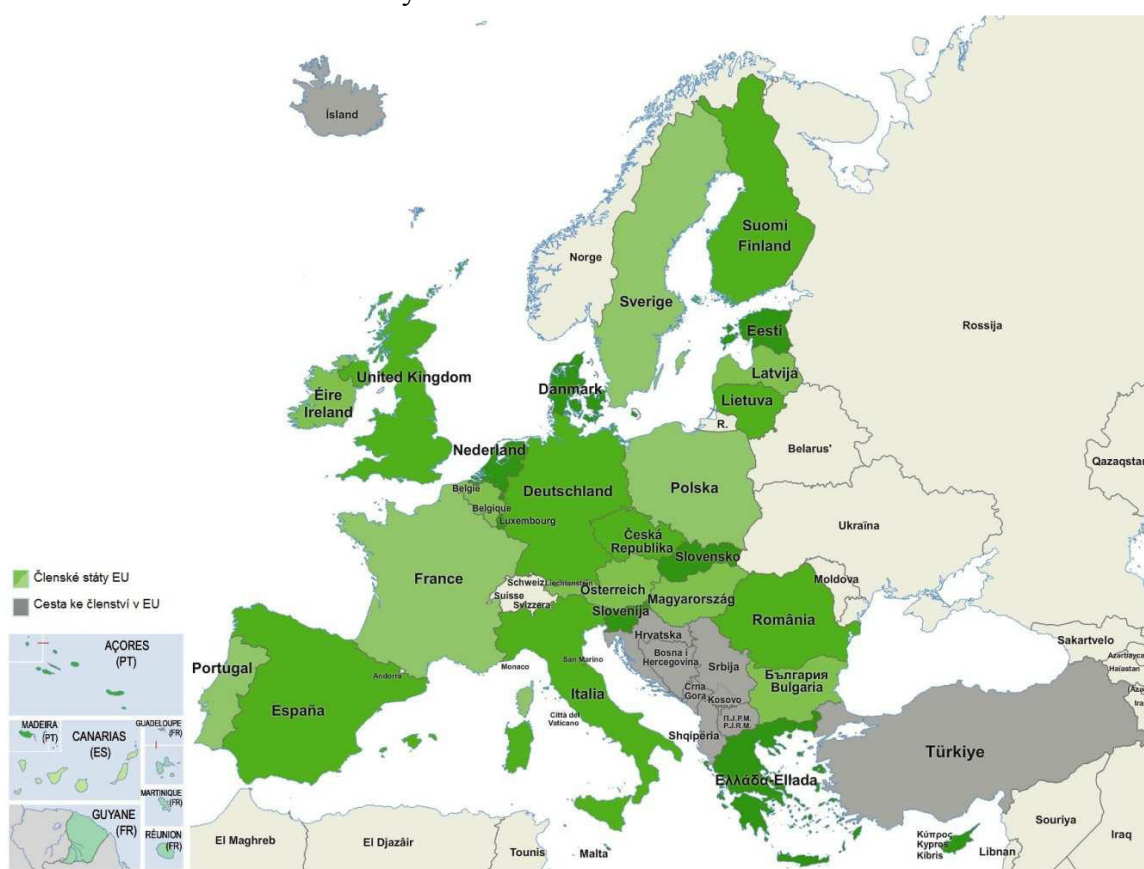 Ísland
Suomi
Finland
Norge
Sverige
Rossija
Eesti
Latvija
Lietuva
R.
Danmark
United Kingdom
Éire
Ireland
Nederland
Belarus'
Qazaqstan
België
Belgique
Luxembourg
Deutschland
Polska
Ukraïna
Česká
Republika
Slovensko
France
Schweiz
Suisse
Svizzera
Liechtenstein
Österreich
Magyarország
Moldova
Slovenija
România
Členské státy EU
Cesta ke členství v EU
Hrvatska
Bosna i
Hercegovina
Srbija
Crna
Gora
Kosovo
България
Bulgaria
Sakartvelo
Haïastan
П.Ј.Р.М.
P.J.R.M.
Shqipëria
Monaco
San Marino
Italia
Città del
Vaticano
Andorra
Portugal
España
Türkiye
Ελλάδα-Ellada
AÇORES
(PT)
MADEIRA
(PT)
GUADELOUPE
(FR)
CANARIAS
(ES)
MARTINIQUE
(FR)
GUYANE
(FR)
RÉUNION
(FR)
El Maghreb
El Djazâir
Tounis
Malta
Κύπρος
Kypros
Kibris
Libnan
Souriya
Iraq